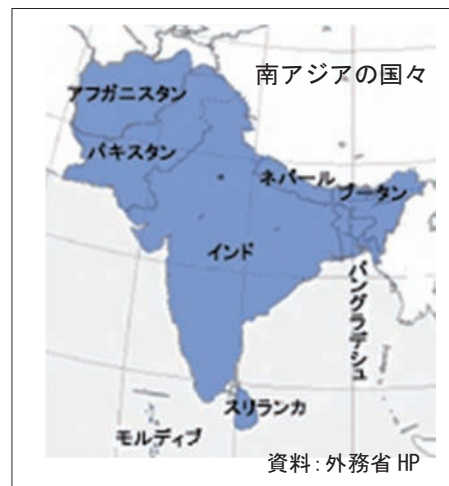 南アジアの国々
アフガニスタン
パキスタン
ネパール
ブータン
インド
バングラデシュ
スリランカ
モルディブ
資料：外務省 HP